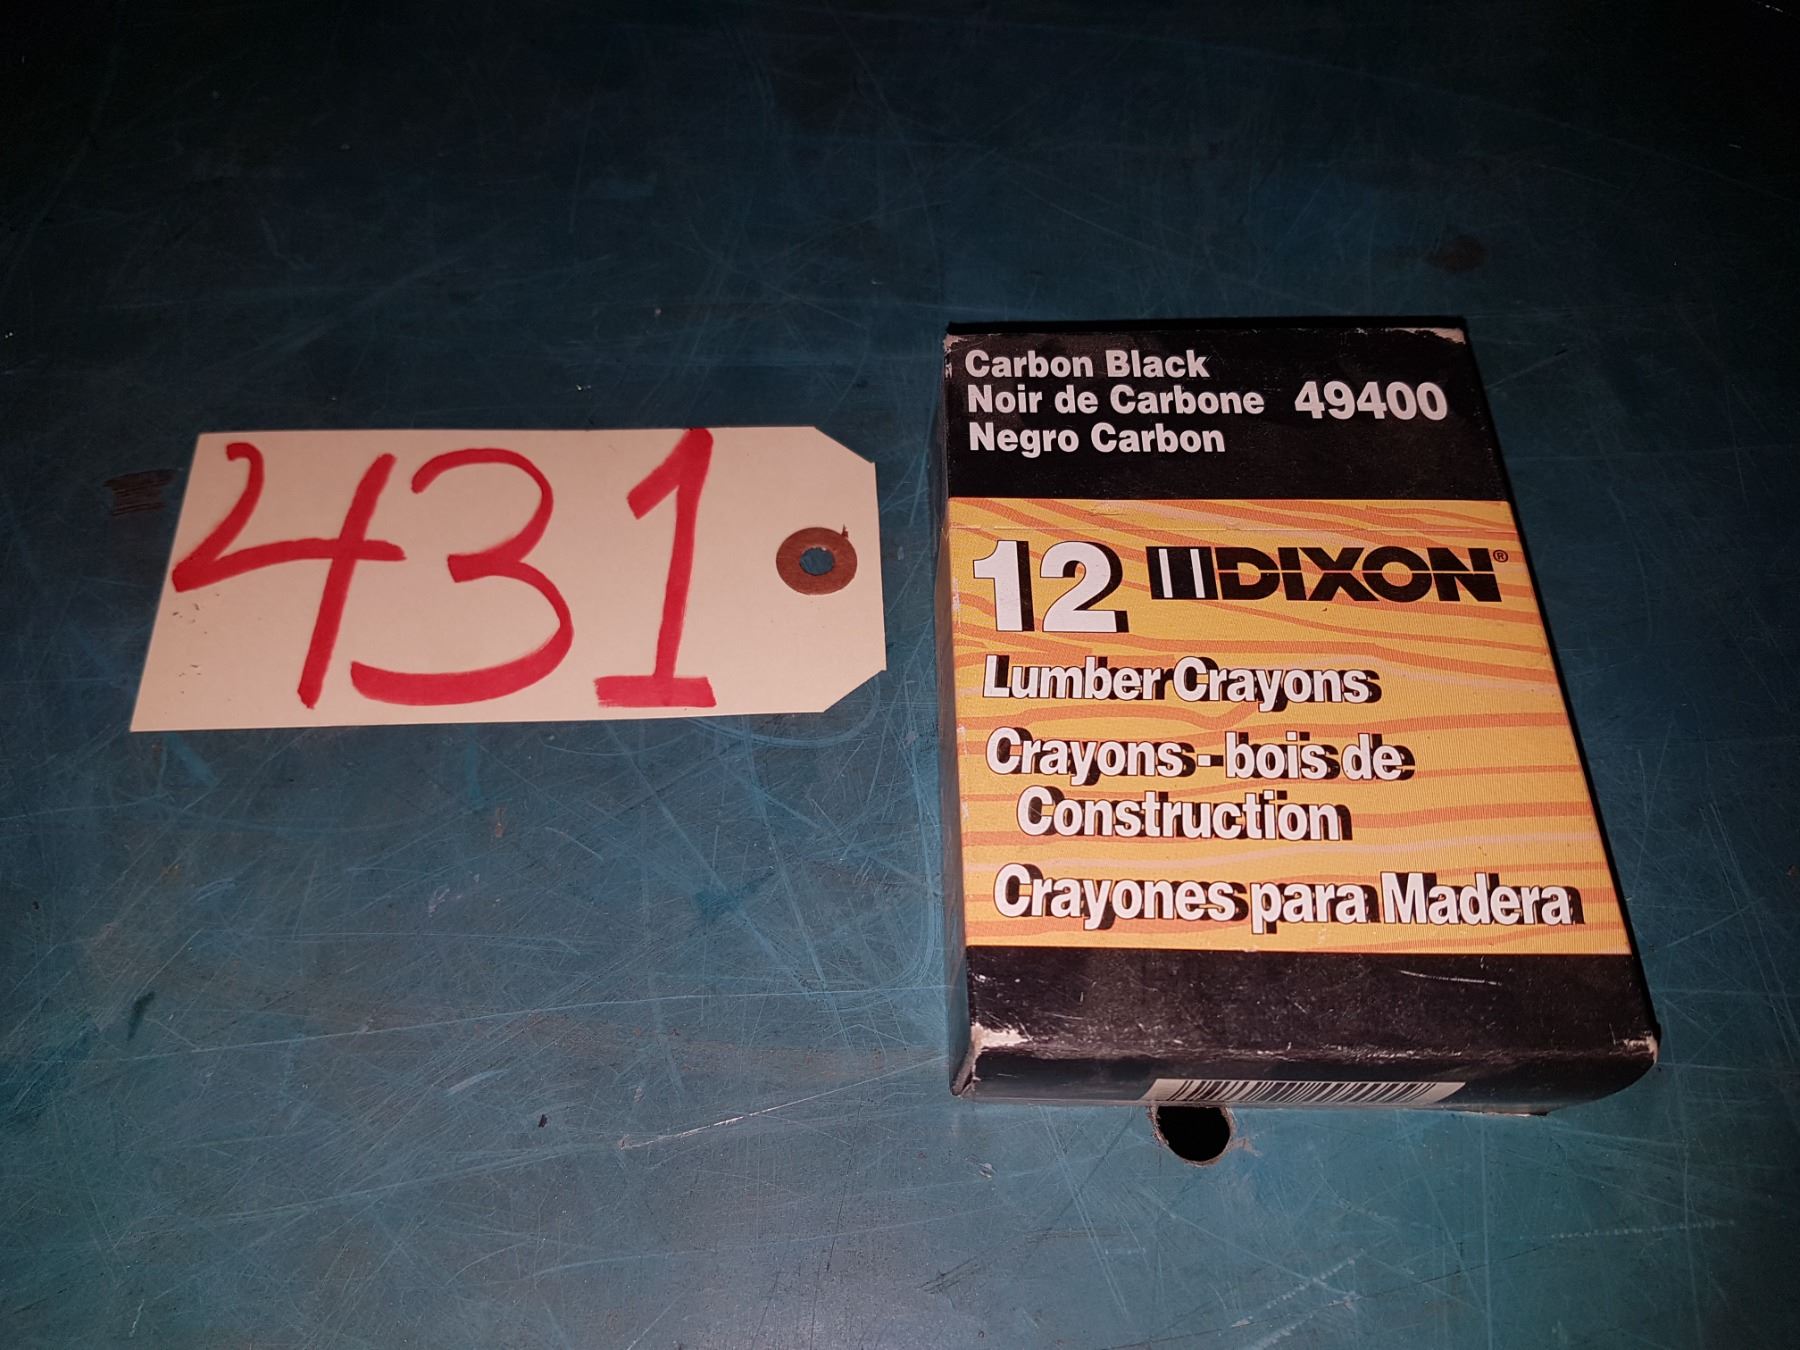 431
Carbon Black
Noir de Carbone 49400
Negro Carbon
12 DIXON®
Lumber Crayons
Crayons-bois de
Construction
Crayones para Madera